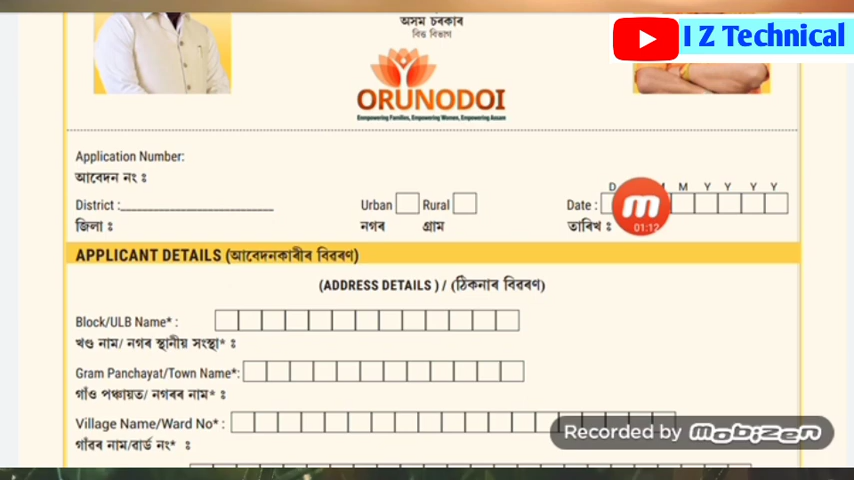 অসম চৰকাৰ
বিত্ত বিভাগ
I Z Technical
ORUNODOI
Empowering Families, Empowering Women, Empowering Assam
Application Number:
আবেদন নং ঃ
D M M Y Y Y Y
District :
Urban Rural Date :
জিলা ঃ
নগৰ গ্ৰাম তাৰিখ ঃ
m
01:12
APPLICANT DETAILS (আবেদনকাৰীৰ বিৱৰণ)
(ADDRESS DETAILS ) / (ঠিকনাৰ বিৱৰণ)
Block/ULB Name* :
খণ্ড নাম/ নগৰ স্থানীয় সংস্থা* ঃ
Gram Panchayat/Town Name*:
গাঁও পঞ্চায়ত/ নগৰৰ নাম* ঃ
Village Name/Ward No* :
গাঁৱৰ নাম/ৱাৰ্ড নং* ঃ
Recorded by Mobizen